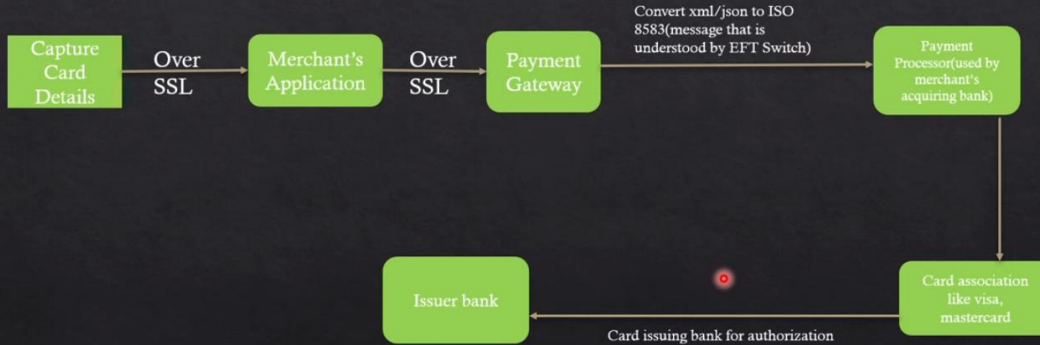 Capture
Card
Details
Over
SSL
Merchant's
Application
Over
SSL
Payment
Gateway
Convert xml/json to ISO
8583(message that is
understood by EFT Switch)
Payment
Processor(used by
merchant's
acquiring bank)
Card association
like visa,
mastercard
Card issuing bank for authorization
Issuer bank